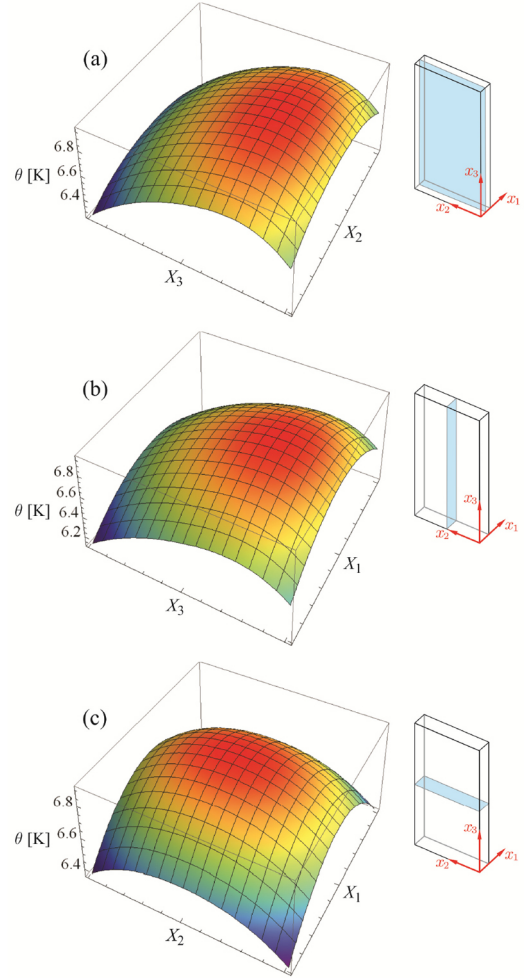 (a)
6.8
6.6
θ [K]
6.4
X₃
X₂
x₃
x₂
x₁
(b)
6.8
6.6
θ [K]
6.4
6.2
X₃
X₁
x₃
x₂
x₁
(c)
6.8
θ [K]
6.6
6.4
X₂
X₁
x₃
x₂
x₁